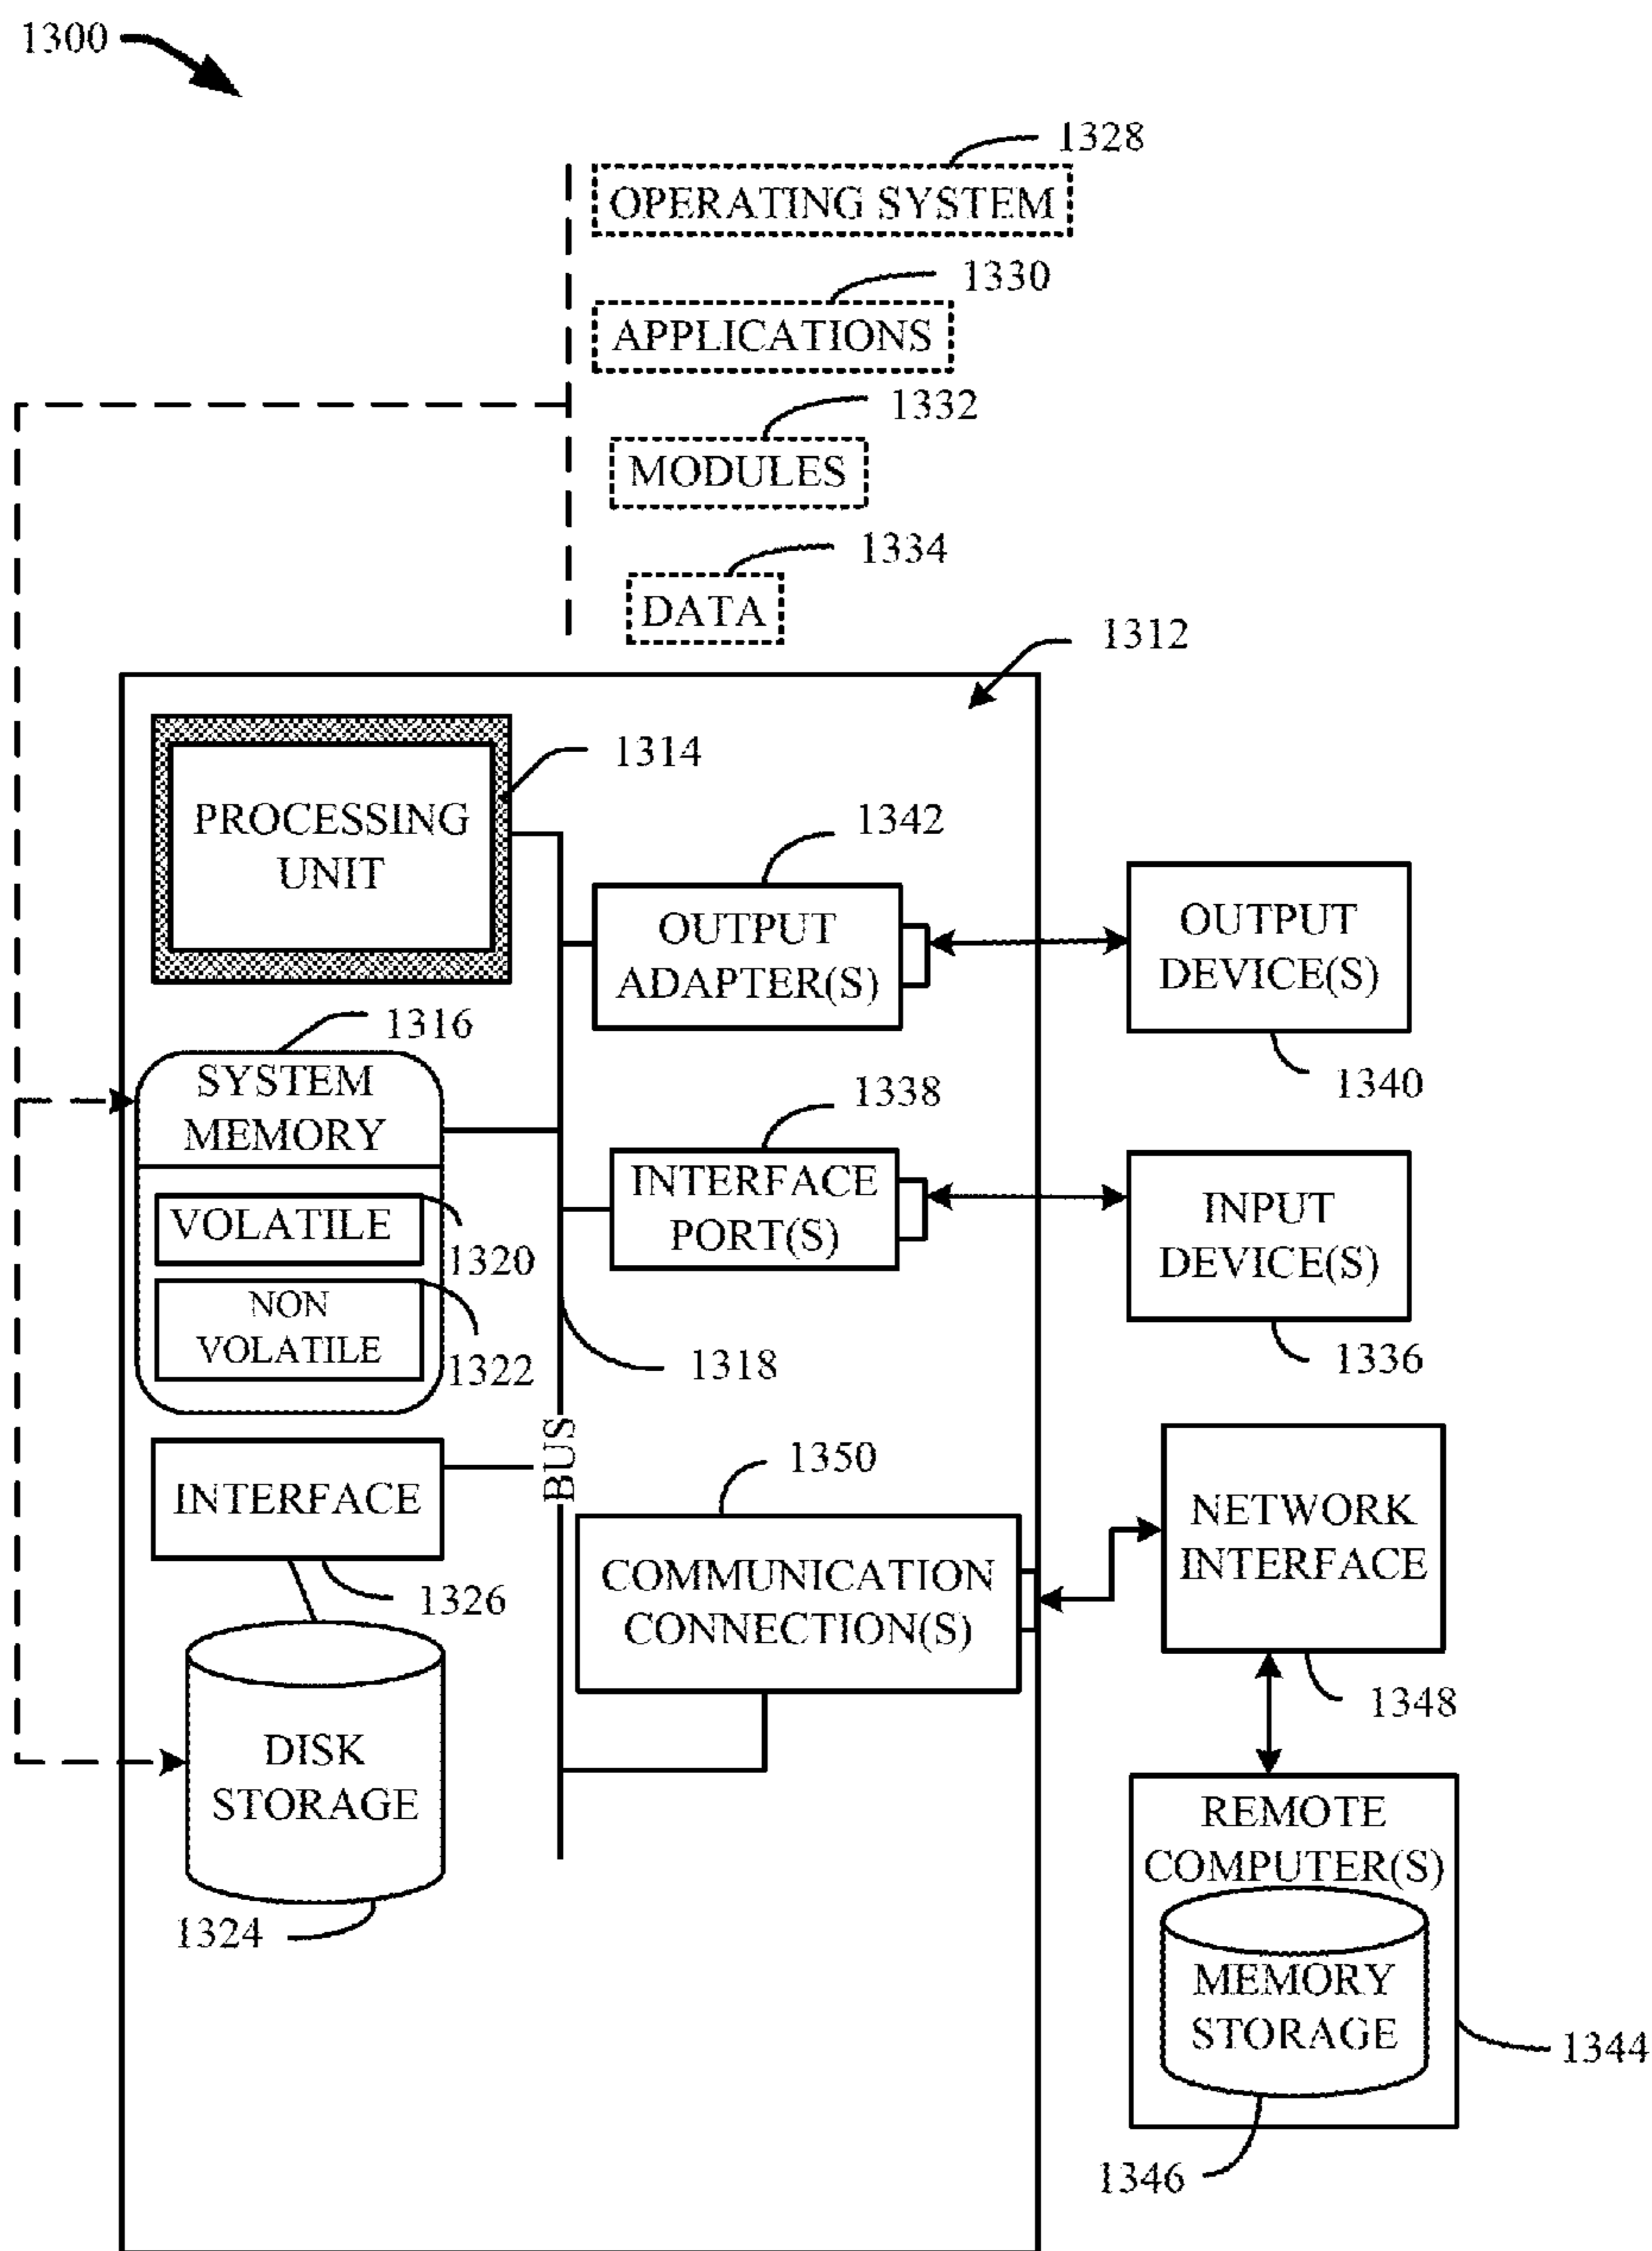 1300
1328
OPERATING SYSTEM
1330
APPLICATIONS
1332
MODULES
1334
DATA
1312
1314
PROCESSING
UNIT
1342
OUTPUT
ADAPTER(S)
OUTPUT
DEVICE(S)
1340
1316
SYSTEM
MEMORY
1338
INTERFACE
PORT(S)
INPUT
DEVICE(S)
1336
VOLATILE
1320
NON
VOLATILE
1322
1318
BUS
INTERFACE
1326
1350
COMMUNICATION
CONNECTION(S)
NETWORK
INTERFACE
1348
DISK
STORAGE
1324
REMOTE
COMPUTER(S)
MEMORY
STORAGE
1344
1346